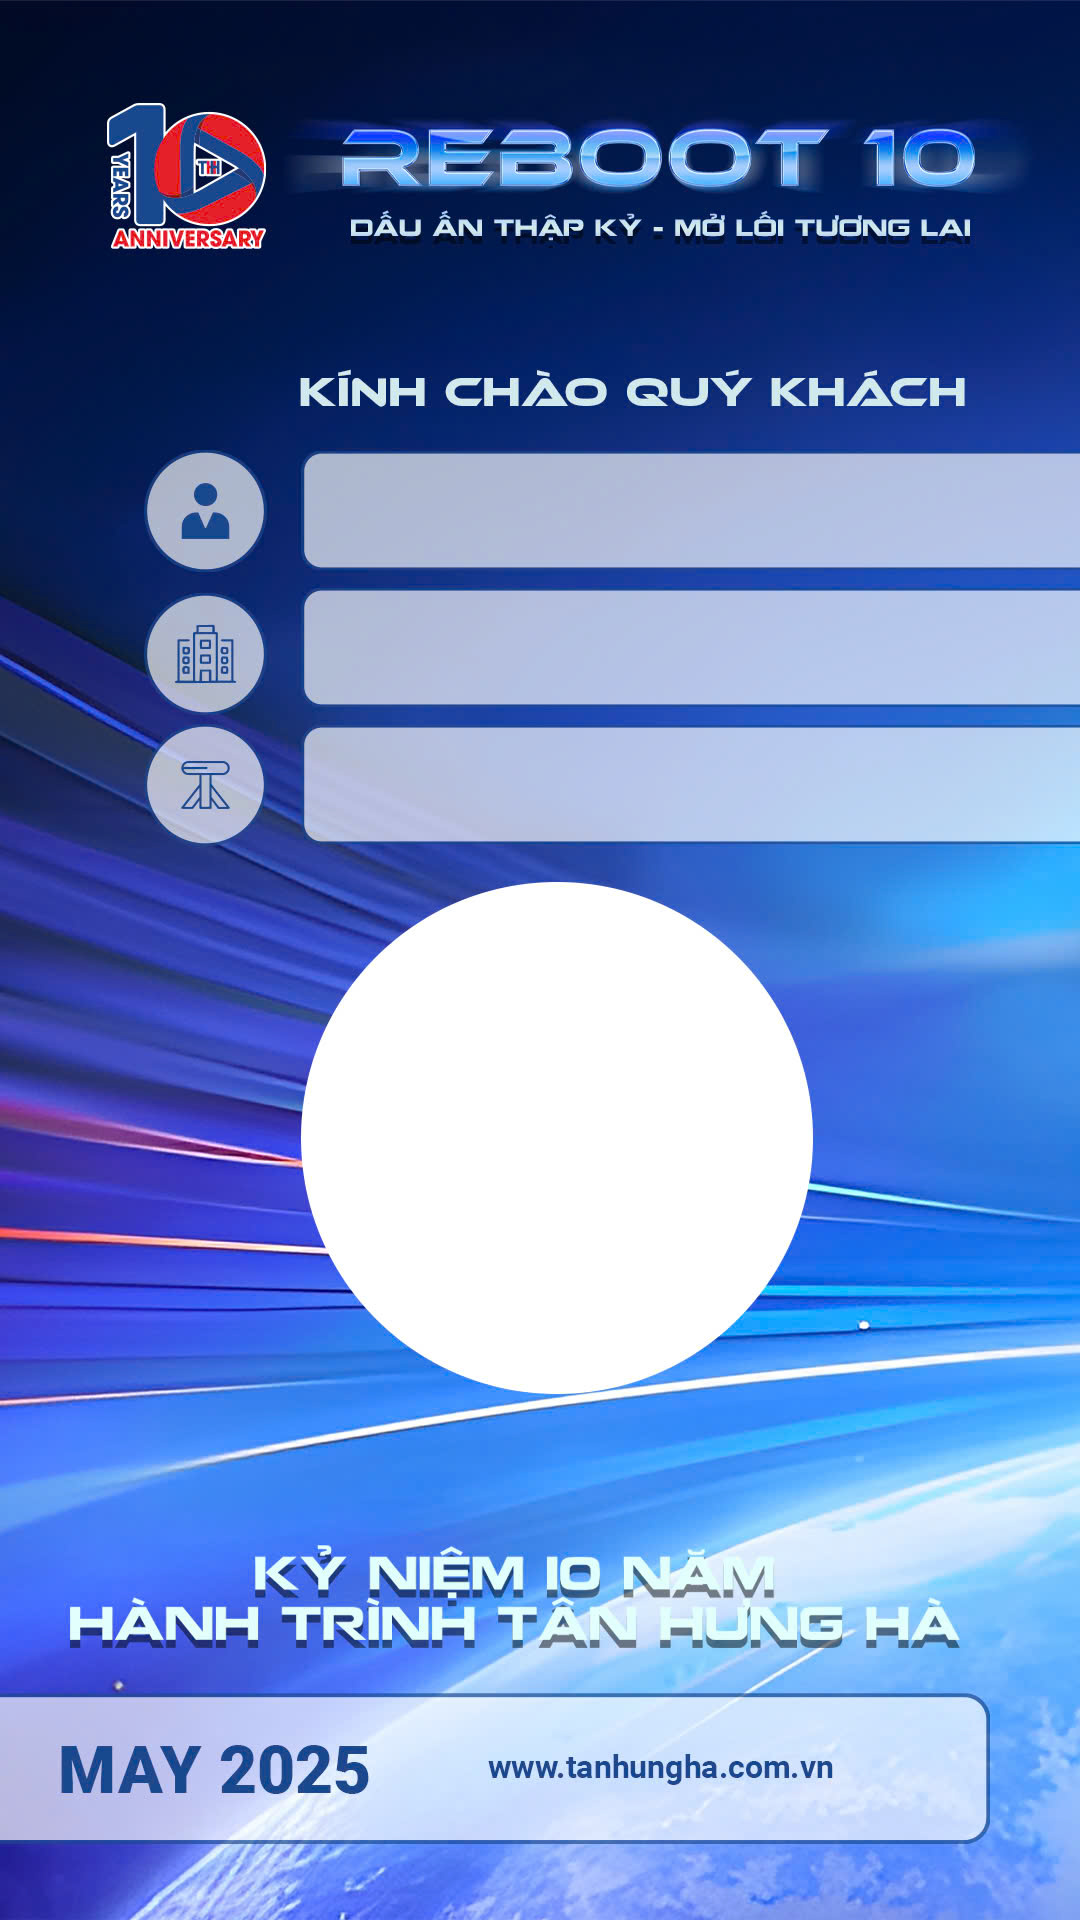 10
YEARS
TH
ANNIVERSARY
REBOOT 10
DẤU ẤN THẬP KỶ - MỞ LỐI TƯƠNG LAI
KÍNH CHÀO QUÝ KHÁCH
KỶ NIỆM 10 NĂM
HÀNH TRÌNH TÂN HƯNG HÀ
MAY 2025
www.tanhungha.com.vn